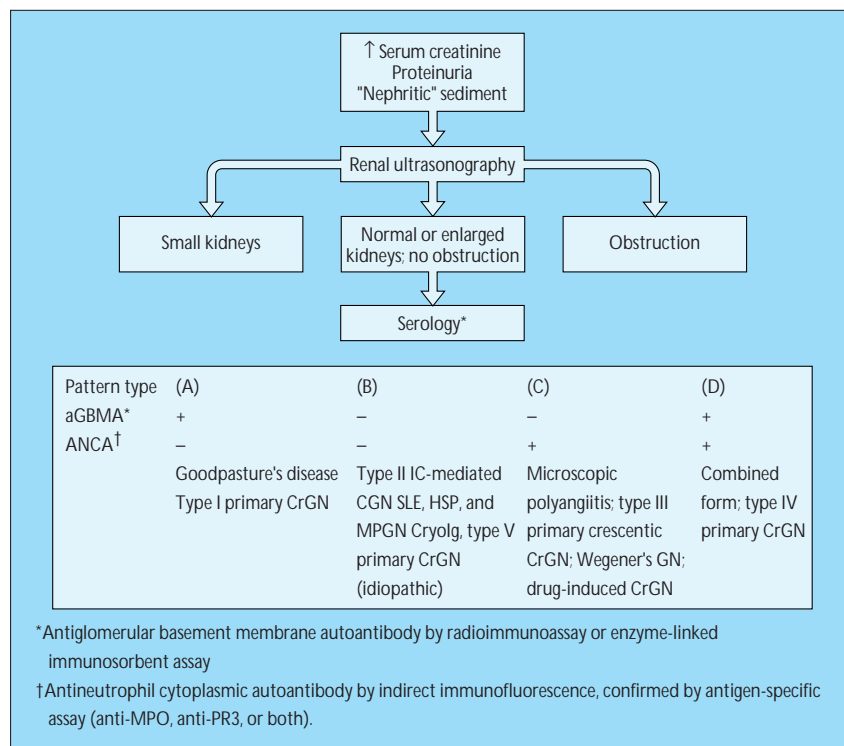 ↑ Serum creatinine
Proteinuria
"Nephritic" sediment
Renal ultrasonography
Small kidneys
Normal or enlarged
kidneys; no obstruction
Obstruction
Serology*
Pattern type (A) (B) (C) (D)
aGBMA* + – – +
ANCA† – – + +
Goodpasture's disease
Type I primary CrGN
Type II IC-mediated
CGN SLE, HSP, and
MPGN CryoIg, type V
primary CrGN
(idiopathic)
Microscopic
polyangiitis; type III
primary crescentic
CrGN; Wegener's GN;
drug-induced CrGN
Combined
form; type IV
primary CrGN
*Antiglomerular basement membrane autoantibody by radioimmunoassay or enzyme-linked
immunosorbent assay
†Antineutrophil cytoplasmic autoantibody by indirect immunofluorescence, confirmed by antigen-specific
assay (anti-MPO, anti-PR3, or both).